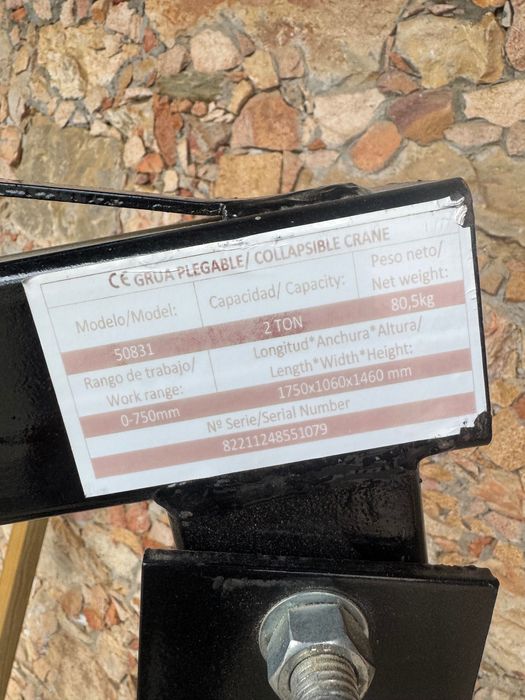 CE GRUA PLEGABLE/ COLLAPSIBLE CRANE
Modelo/Model:
Capacidad/ Capacity:
Peso neto/
Net weight:
50831
2 TON
80,5kg
Rango de trabajo/
Work range:
Longitud*Anchura*Altura/
Length*Width*Height:
0-750mm
1750x1060x1460 mm
Nº Serie/Serial Number
82211248551079